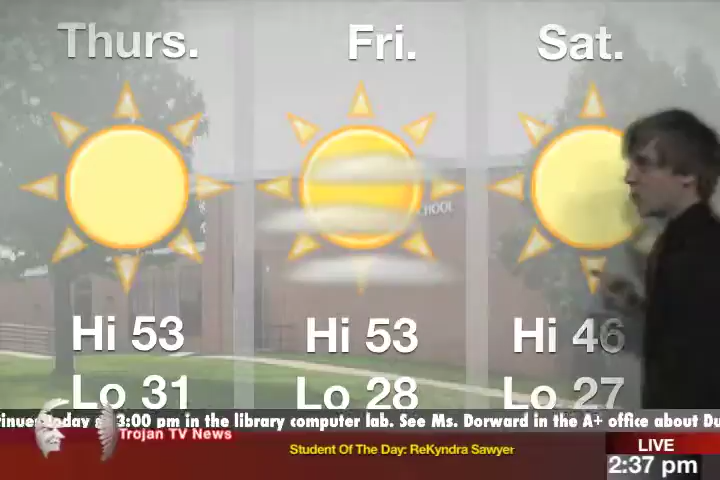 Thurs. Fri. Sat.
CHOOL
Hi 53 Hi 53 Hi 46
Lo 31 Lo 28 Lo 27
today 3:00 pm in the library computer lab. See Ms. Dorward in the A+ office about
Trojan TV News
Student Of The Day: ReKyndra Sawyer
LIVE
2:37 pm